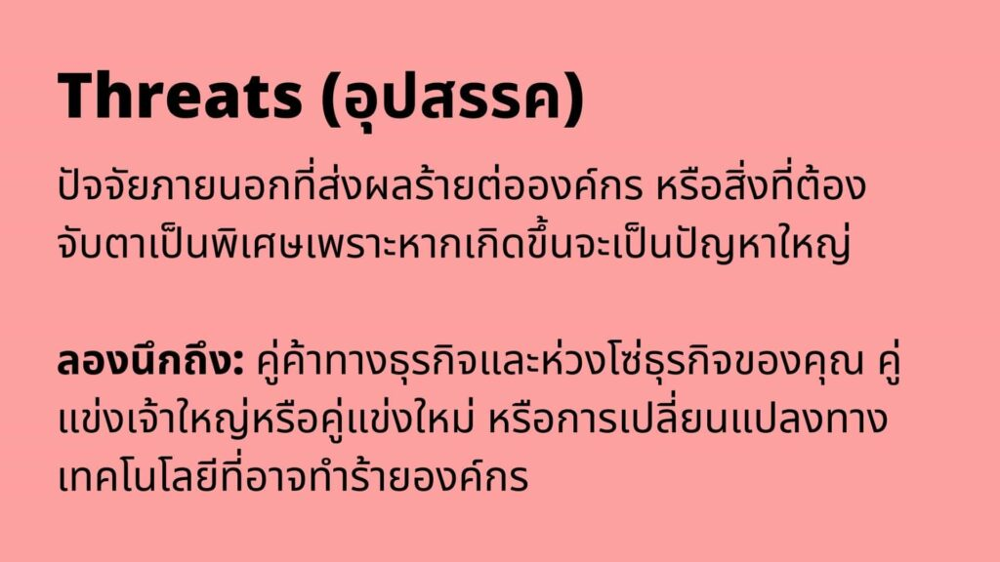 Threats (อุปสรรค)
ปัจจัยภายนอกที่ส่งผลร้ายต่อองค์กร หรือสิ่งที่ต้อง
จับตาเป็นพิเศษเพราะหากเกิดขึ้นจะเป็นปัญหาใหญ่
ลองนึกถึง: คู่ค้าทางธุรกิจและห่วงโซ่ธุรกิจของคุณ คู่
แข่งเจ้าใหญ่หรือคู่แข่งใหม่ หรือการเปลี่ยนแปลงทาง
เทคโนโลยีที่อาจทำร้ายองค์กร